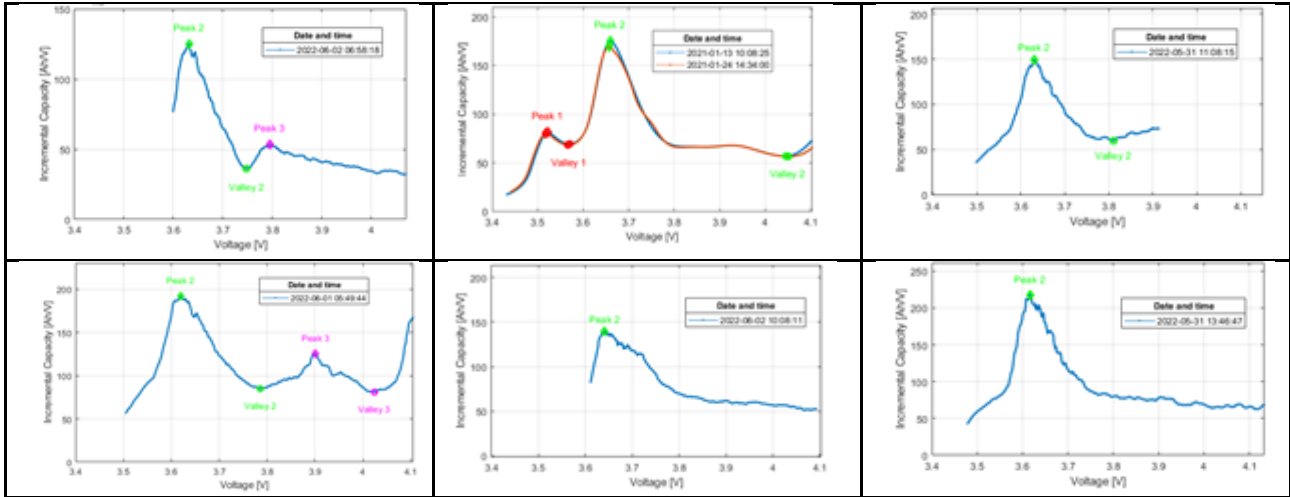 150
100
50
0
Incremental Capacity [Ah/V]
Peak 2
Date and time
2022-06-02 06:58:18
Peak 3
Valley 2
3.4 3.5 3.6 3.7 3.8 3.9 4
Voltage [V]
200
150
100
50
0
Incremental Capacity [Ah/V]
Peak 2
Date and time
2021-01-13 10:08:25
2021-01-24 14:34:00
Peak 1
Valley 1
Valley 2
3.4 3.5 3.6 3.7 3.8 3.9 4 4.1
Voltage [V]
200
150
100
50
0
Incremental Capacity [Ah/V]
Peak 2
Date and time
2022-05-31 11:08:15
Valley 2
3.4 3.5 3.6 3.7 3.8 3.9 4 4.1
Voltage [V]
200
150
100
50
0
Incremental Capacity [Ah/V]
Peak 2
Date and time
2022-06-01 05:49:44
Peak 3
Valley 2
Valley 3
3.4 3.5 3.6 3.7 3.8 3.9 4 4.1
Voltage [V]
200
150
100
50
0
Incremental Capacity [Ah/V]
Date and time
2022-06-02 10:08:11
Peak 2
3.4 3.5 3.6 3.7 3.8 3.9 4 4.1
Voltage [V]
250
200
150
100
50
0
Incremental Capacity [Ah/V]
Peak 2
Date and time
2022-05-31 13:46:47
3.4 3.5 3.6 3.7 3.8 3.9 4 4.1
Voltage [V]